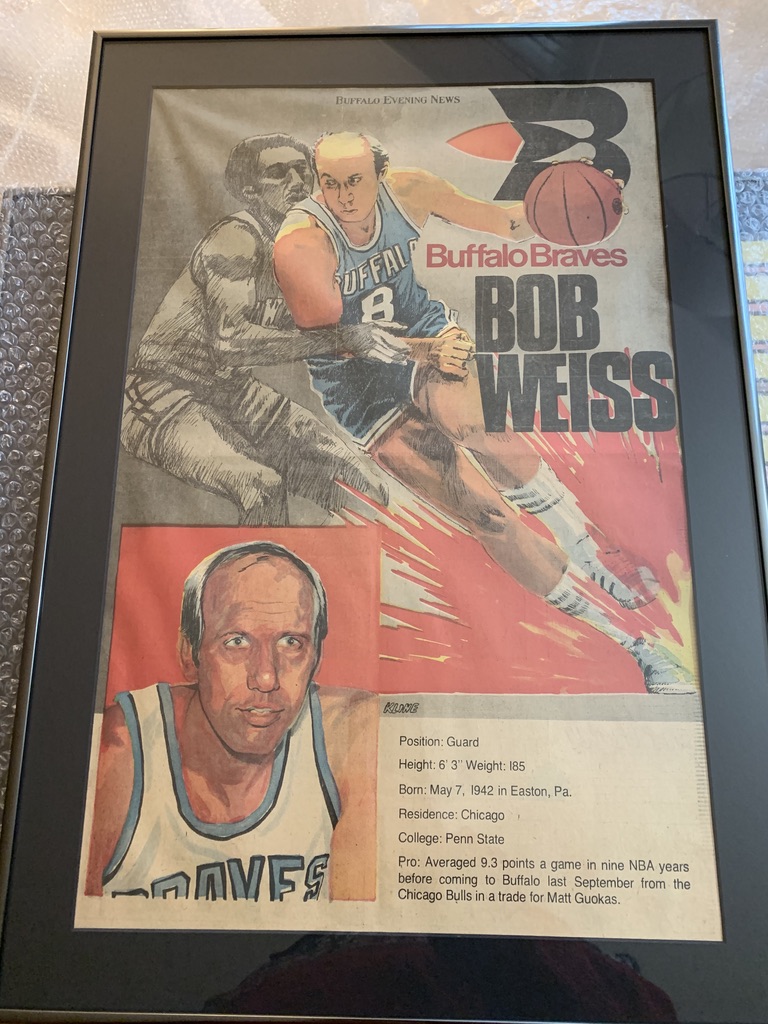 BUFFALO EVENING NEWS
Buffalo Braves
BOB
WEISS
BUFFALO
8
KLINE
BRAVES
Position: Guard
Height: 6' 3" Weight: 185
Born: May 7, 1942 in Easton, Pa.
Residence: Chicago
College: Penn State
Pro: Averaged 9.3 points a game in nine NBA years
before coming to Buffalo last September from the
Chicago Bulls in a trade for Matt Guokas.